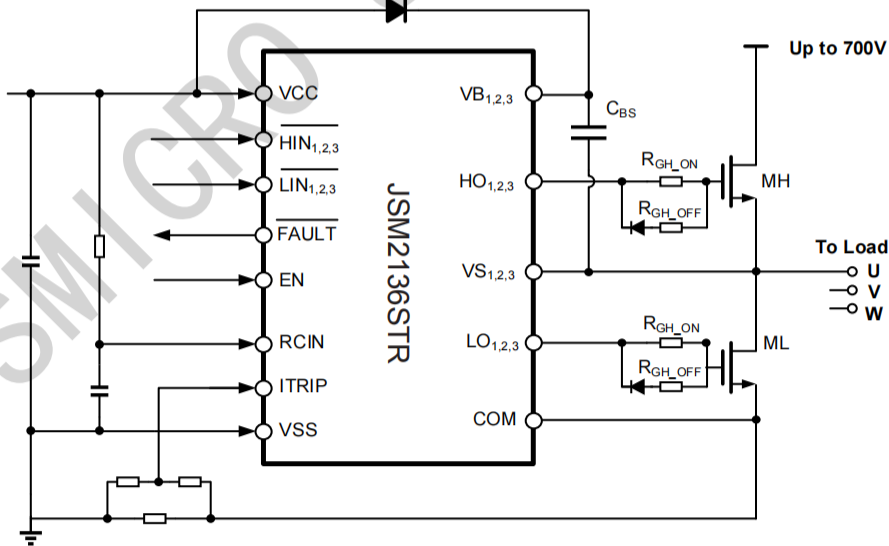 Up to 700V
VCC
HIN1,2,3
LIN1,2,3
FAULT
EN
RCIN
ITRIP
VSS
JSM2136STR
VB1,2,3
HO1,2,3
VS1,2,3
LO1,2,3
COM
CBS
RGH_ON
RGH_OFF
MH
To Load
U
V
W
RGH_ON
RGH_OFF
ML
SMICRO